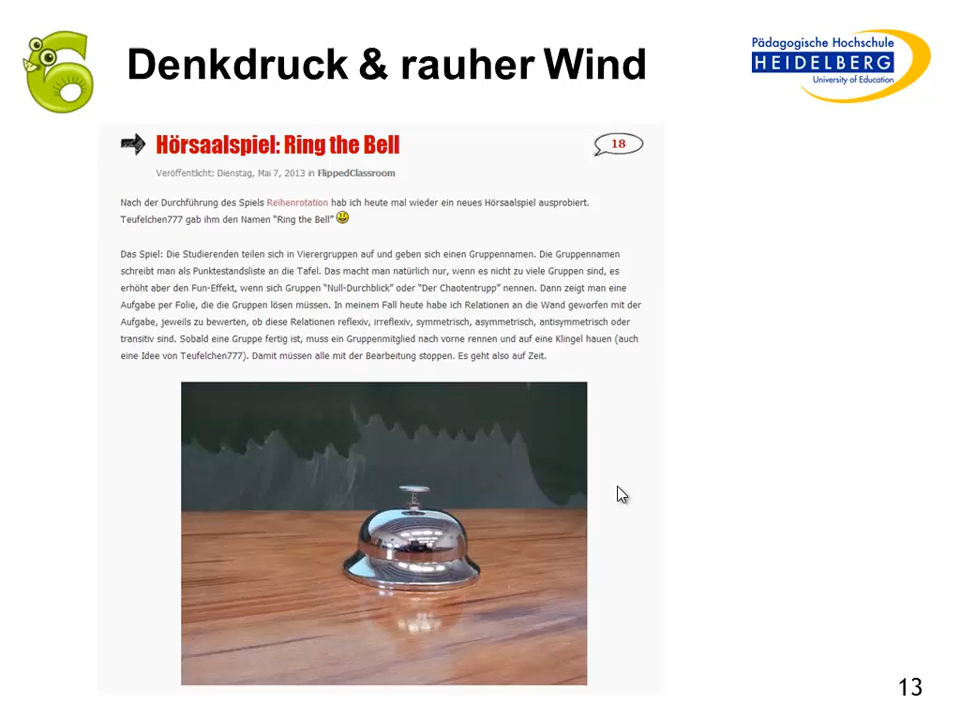 Denkdruck & rauher Wind
Pädagogische Hochschule
HEIDELBERG
University of Education
Hörsaalspiel: Ring the Bell
18
Veröffentlicht: Dienstag, Mai 7, 2013 in FlippedClassroom
Nach der Durchführung des Spiels Reihenrotation hab ich heute mal wieder ein neues Hörsaalspiel ausprobiert.
Teufelchen777 gab ihm den Namen “Ring the Bell”
Das Spiel: Die Studierenden teilen sich in Vierergruppen auf und geben sich einen Gruppennamen. Die Gruppennamen
schreibt man als Punktestandsliste an die Tafel. Das macht man natürlich nur, wenn es nicht zu viele Gruppen sind, es
erhöht aber den Fun-Effekt, wenn sich Gruppen “Null-Durchblick” oder “Der Chaotentrupp” nennen. Dann zeigt man eine
Aufgabe per Folie, die die Gruppen lösen müssen. In meinem Fall heute habe ich Relationen an die Wand geworfen mit der
Aufgabe, jeweils zu bewerten, ob diese Relationen reflexiv, irreflexiv, symmetrisch, asymmetrisch, antisymmetrisch oder
transitiv sind. Sobald eine Gruppe fertig ist, muss ein Gruppenmitglied nach vorne rennen und auf eine Klingel hauen (auch
eine Idee von Teufelchen777). Damit müssen alle mit der Bearbeitung stoppen. Es geht also auf Zeit.
13